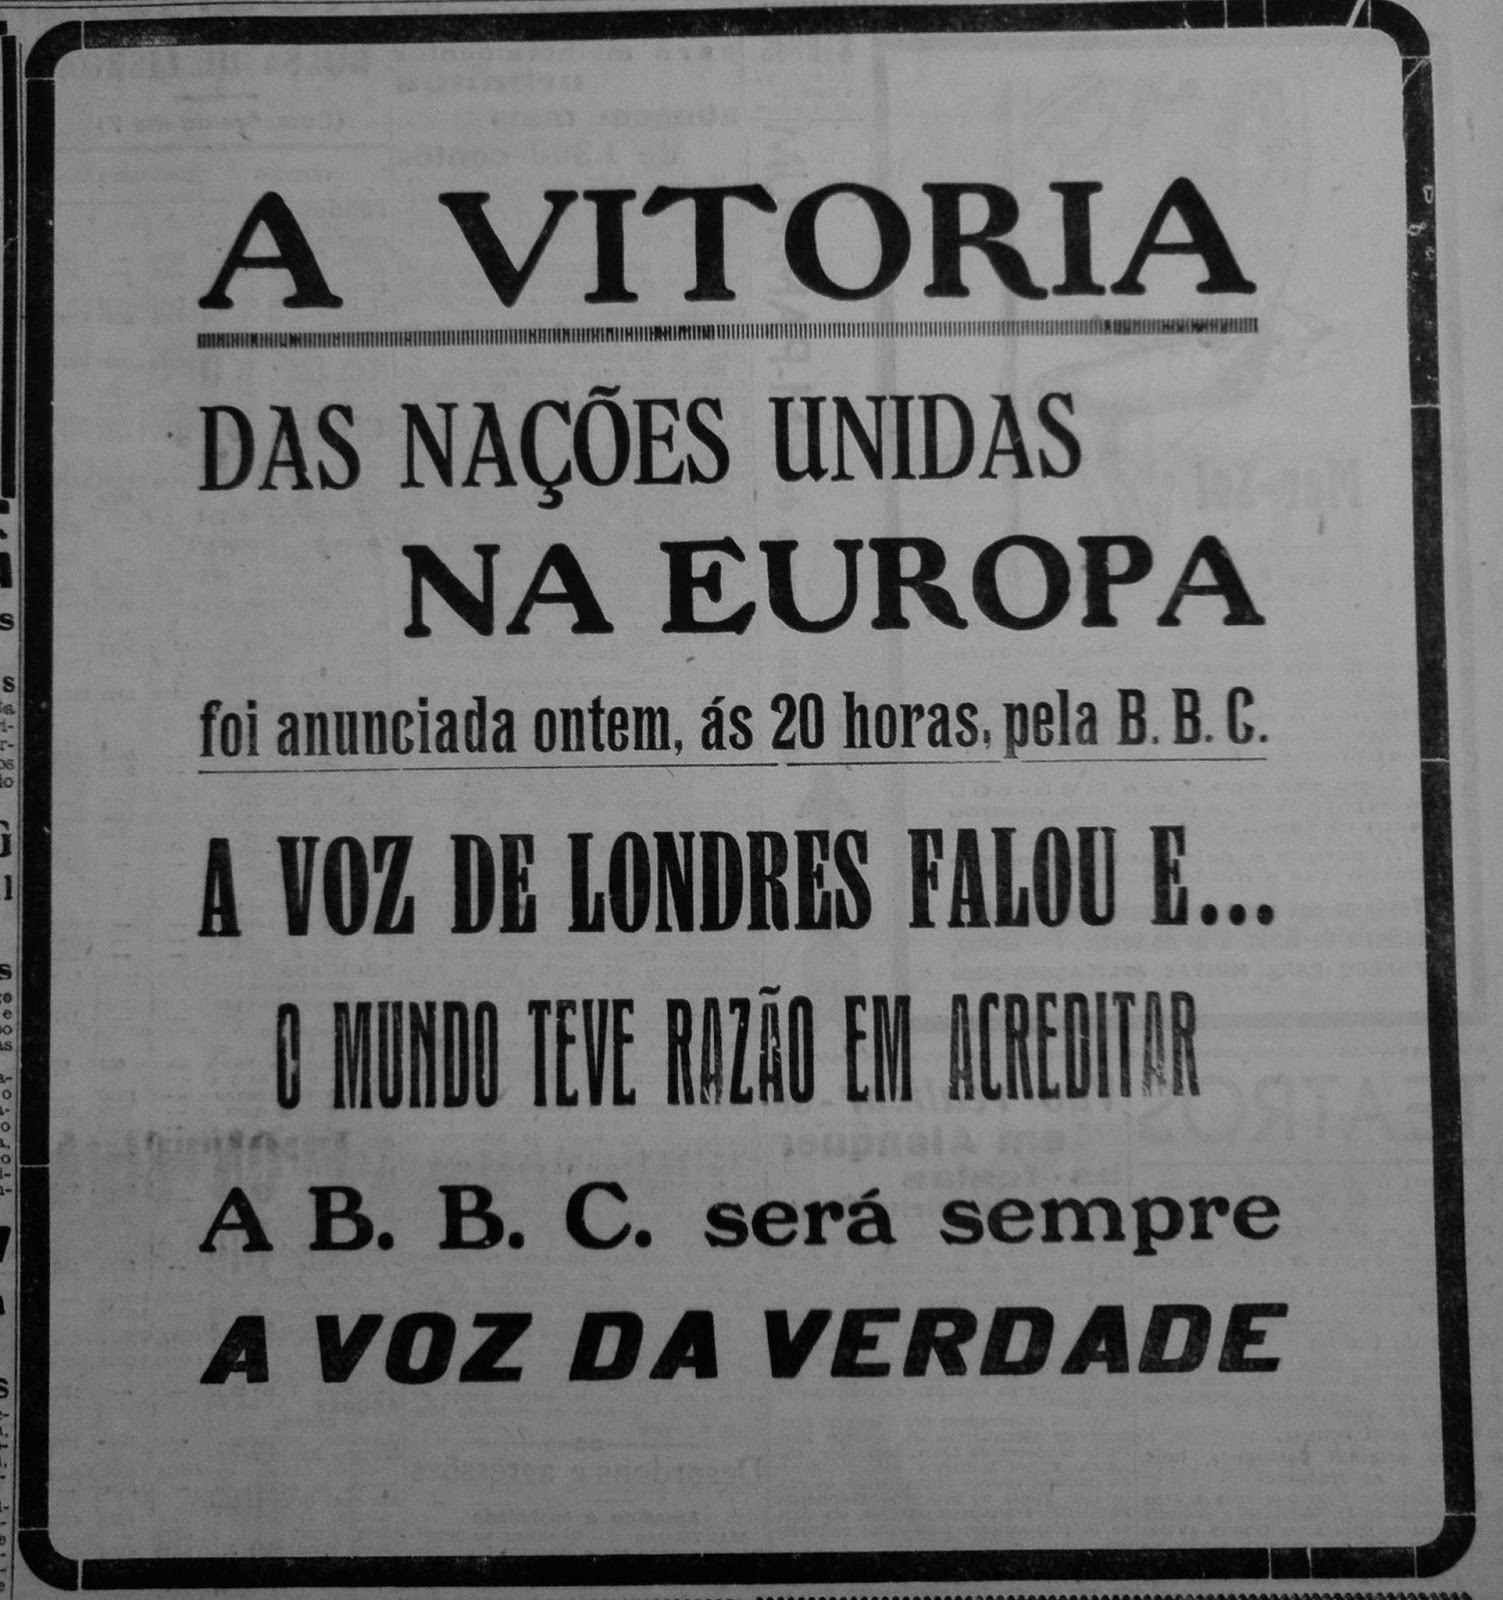 A VITORIA
DAS NAÇÕES UNIDAS
NA EUROPA
foi anunciada ontem, ás 20 horas, pela B. B. C.
A VOZ DE LONDRES FALOU E...
O MUNDO TEVE RAZÃO EM ACREDITAR
A B. B. C. será sempre
A VOZ DA VERDADE